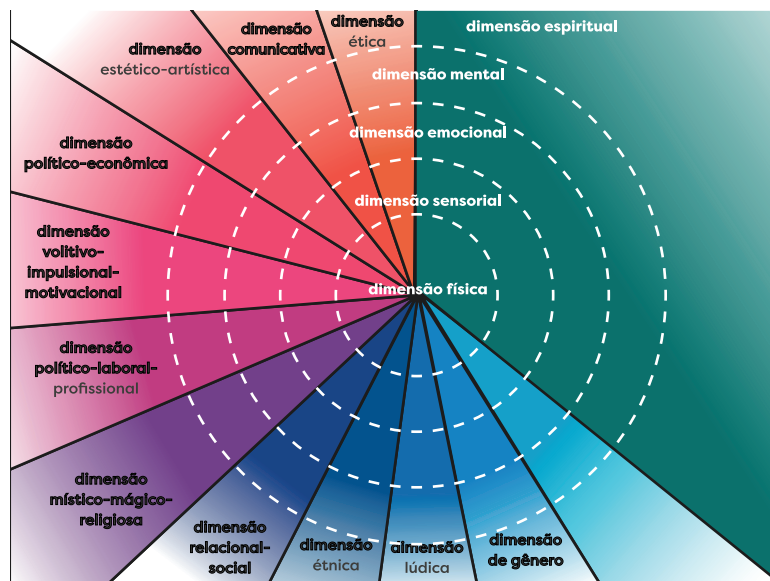 dimensão espiritual
dimensão mental
dimensão emocional
dimensão sensorial
dimensão física
dimensão
ética
dimensão
comunicativa
dimensão
estético-artística
dimensão
político-econômica
dimensão
volitivo-
impulsional-
motivacional
dimensão
político-laboral-
profissional
dimensão
místico-mágico-
religiosa
dimensão
relacional-
social
dimensão
étnica
dimensão
lúdica
dimensão
de gênero